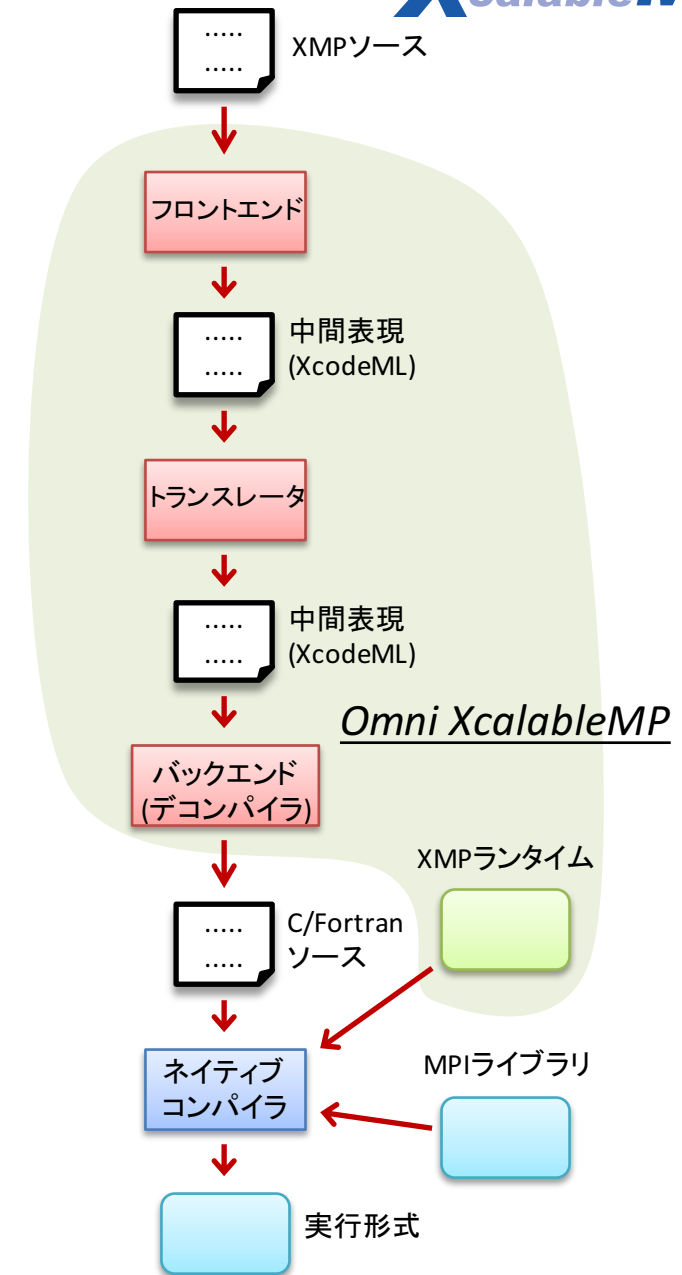 XcalableM
.....
.....
XMPソース
フロントエンド
.....
.....
中間表現
(XcodeML)
トランスレータ
.....
.....
中間表現
(XcodeML)
Omni XcalableMP
バックエンド
(デコンパイラ)
XMPランタイム
.....
.....
C/Fortran
ソース
ネイティブ
コンパイラ
MPIライブラリ
実行形式